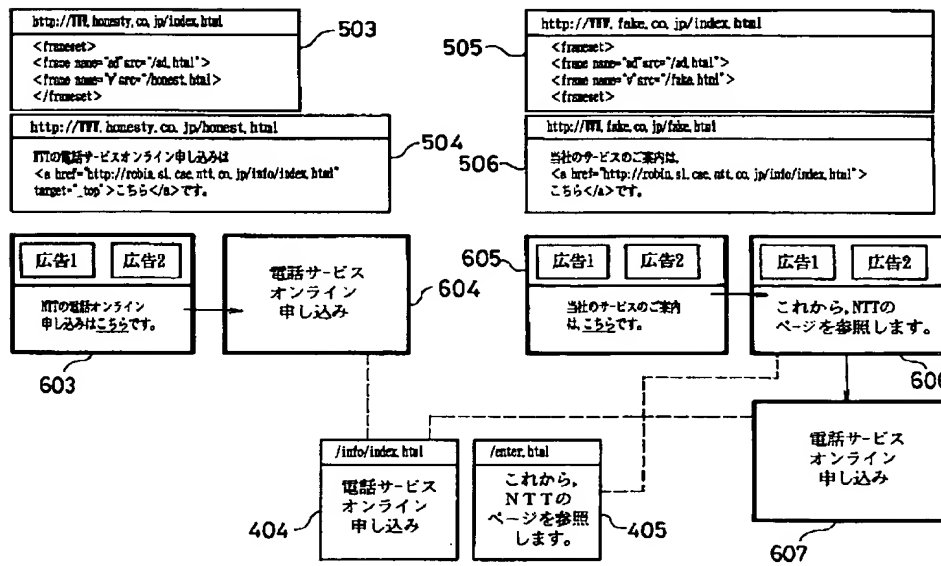 http://WWW.honesty.co.jp/index.html
<frameset>
<frame name="ad" src="/ad.html">
<frame name="v" src="/honest.html>
</frameset>
503
http://WWW.honesty.co.jp/honest.html
NTTの電話サービスオンライン申し込みは
<a href="http://robin.sl.cae.ntt.co.jp/info/index.html"
target="_top">こちら</a>です。
504
http://WWW.fake.co.jp/index.html
<frameset>
<frame name="ad" src="/ad.html">
<frame name="v" src="/fake.html">
<frameset>
505
http://WWW.fake.co.jp/fake.html
当社のサービスのご案内は、
<a href="http://robin.sl.cae.ntt.co.jp/info/index.html">
こちら</a>です。
506
広告1 広告2
NTTの電話オンライン
申し込みはこちらです。
603
電話サービス
オンライン
申し込み
604
605
広告1 広告2
当社のサービスのご案内
は,こちらです。
広告1 広告2
これから,NTTの
ページを参照します。
606
/info/index.html
電話サービス
オンライン
申し込み
404
/enter.html
これから,
NTTの
ページを参照
します。
405
電話サービス
オンライン
申し込み
607